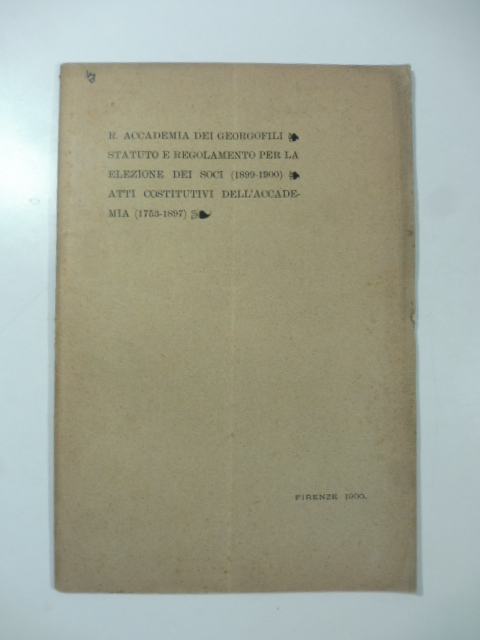 R. ACCADEMIA DEI GEORGOFILI
STATUTO E REGOLAMENTO PER LA
ELEZIONE DEI SOCI (1899-1900)
ATTI COSTITUTIVI DELL'ACCADE-
MIA (1753-1897)
FIRENZE 1900.